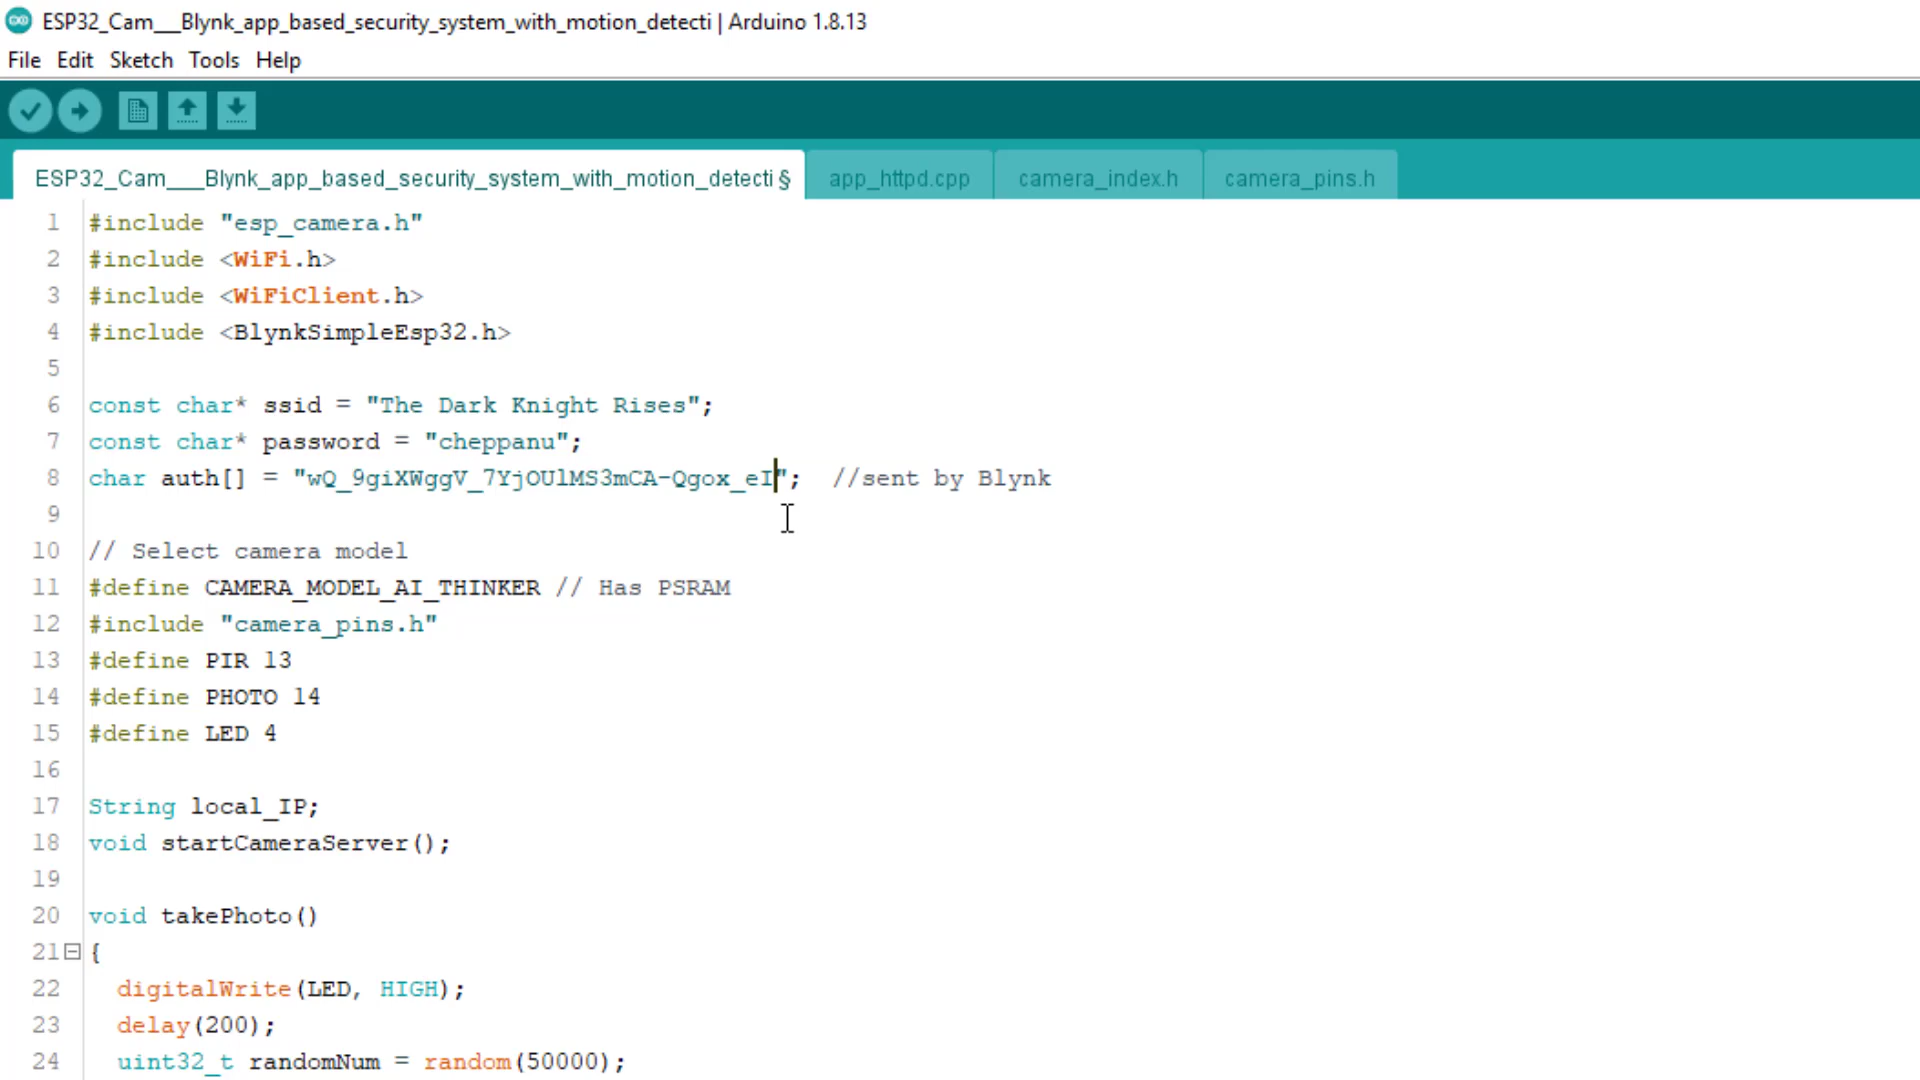 ESP32_Cam___Blynk_app_based_security_system_with_motion_detecti | Arduino 1.8.13
File Edit Sketch Tools Help
ESP32_Cam___Blynk_app_based_security_system_with_motion_detecti § app_httpd.cpp camera_index.h camera_pins.h
1 #include "esp_camera.h"
2 #include <WiFi.h>
3 #include <WiFiClient.h>
4 #include <BlynkSimpleEsp32.h>
5
6 const char* ssid = "The Dark Knight Rises";
7 const char* password = "cheppanu";
8 char auth[] = "wQ_9giXWggV_7YjOUlMS3mCA-Qgox_eI"; //sent by Blynk
9
10 // Select camera model
11 #define CAMERA_MODEL_AI_THINKER // Has PSRAM
12 #include "camera_pins.h"
13 #define PIR 13
14 #define PHOTO 14
15 #define LED 4
16
17 String local_IP;
18 void startCameraServer();
19
20 void takePhoto()
21 {
22 digitalWrite(LED, HIGH);
23 delay(200);
24 uint32_t randomNum = random(50000);